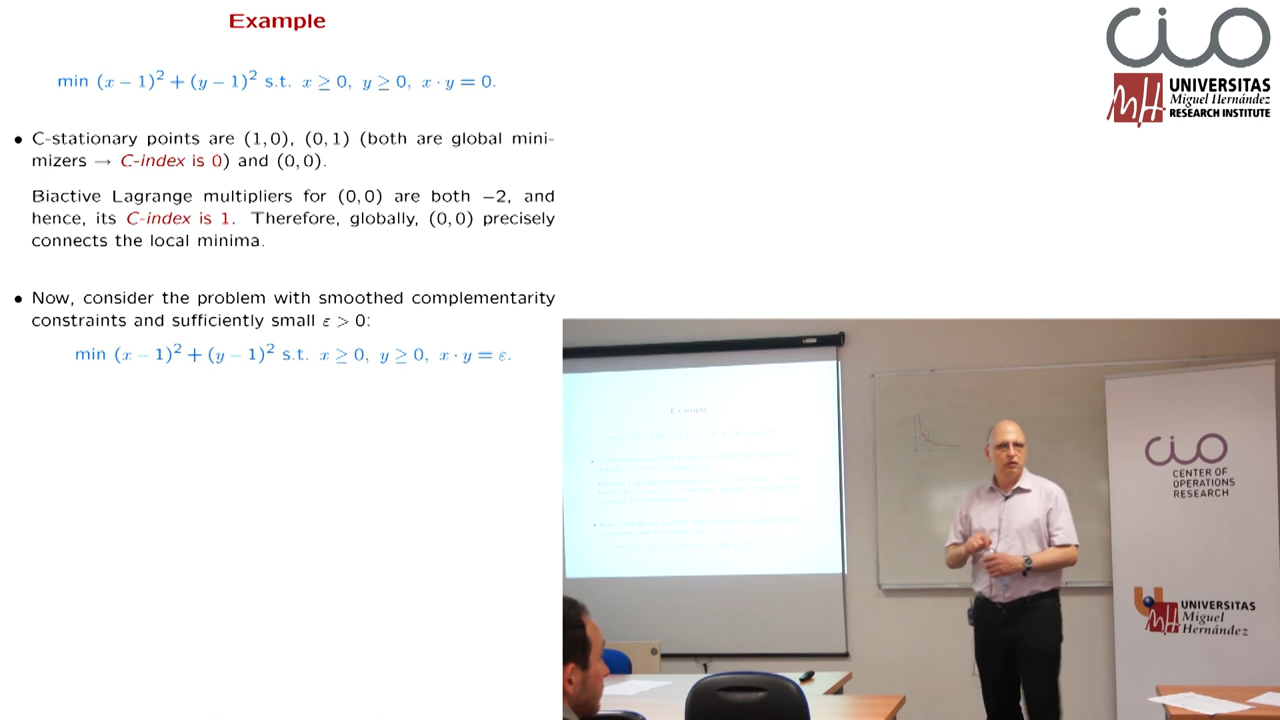 Example
min (x − 1)² + (y − 1)² s.t. x ≥ 0, y ≥ 0, x · y = 0.
• C-stationary points are (1,0), (0,1) (both are global mini-
mizers → C-index is 0) and (0,0).
Biactive Lagrange multipliers for (0,0) are both −2, and
hence, its C-index is 1. Therefore, globally, (0,0) precisely
connects the local minima.
• Now, consider the problem with smoothed complementarity
constraints and sufficiently small ε > 0:
min (x − 1)² + (y − 1)² s.t. x ≥ 0, y ≥ 0, x · y = ε.
CIO
UNIVERSITAS
Miguel Hernández
RESEARCH INSTITUTE
Example
CIO
CENTER OF
OPERATIONS
RESEARCH
UNIVERSITAS
Miguel
Hernández